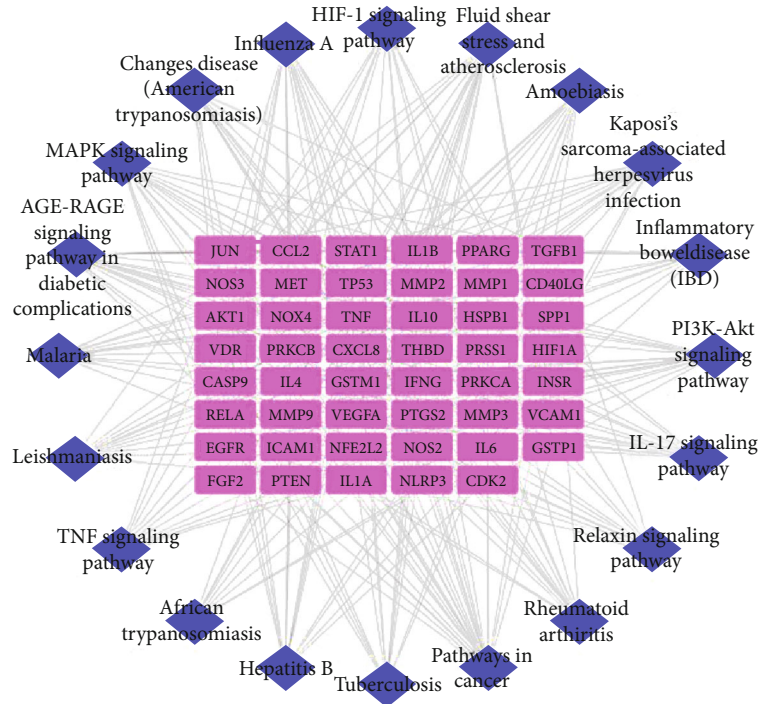 HIF-1 signaling
pathway
Fluid shear
stress and
atherosclerosis
Influenza A
Changes disease
(American
trypanosomiasis)
Amoebiasis
MAPK signaling
pathway
Kaposi's
sarcoma-associated
herpesvirus
infection
AGE-RAGE
signaling
pathway in
diabetic
complications
Inflammatory
boweldisease
(IBD)
JUN CCL2 STAT1 IL1B PPARG TGFB1
NOS3 MET TP53 MMP2 MMP1 CD40LG
AKT1 NOX4 TNF IL10 HSPB1 SPP1
VDR PRKCB CXCL8 THBD PRSS1 HIF1A
CASP9 IL4 GSTM1 IFNG PRKCA INSR
RELA MMP9 VEGFA PTGS2 MMP3 VCAM1
EGFR ICAM1 NFE2L2 NOS2 IL6 GSTP1
FGF2 PTEN IL1A NLRP3 CDK2
Malaria
PI3K-Akt
signaling
pathway
Leishmaniasis
IL-17 signaling
pathway
TNF signaling
pathway
Relaxin signaling
pathway
African
trypanosomiasis
Rheumatoid
arthiritis
Hepatitis B
Tuberculosis
Pathways in
cancer